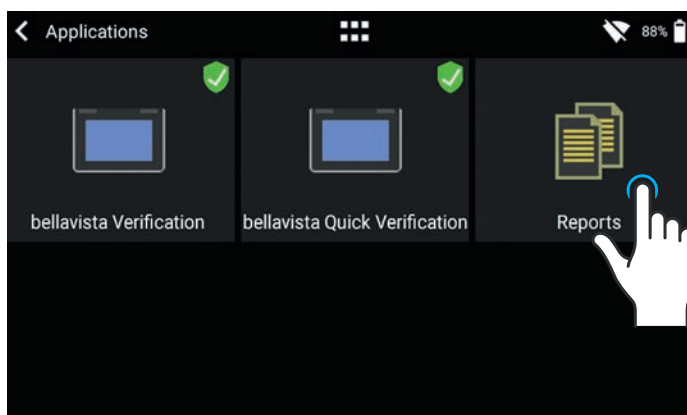 Applications
88%
bellavista Verification
bellavista Quick Verification
Reports